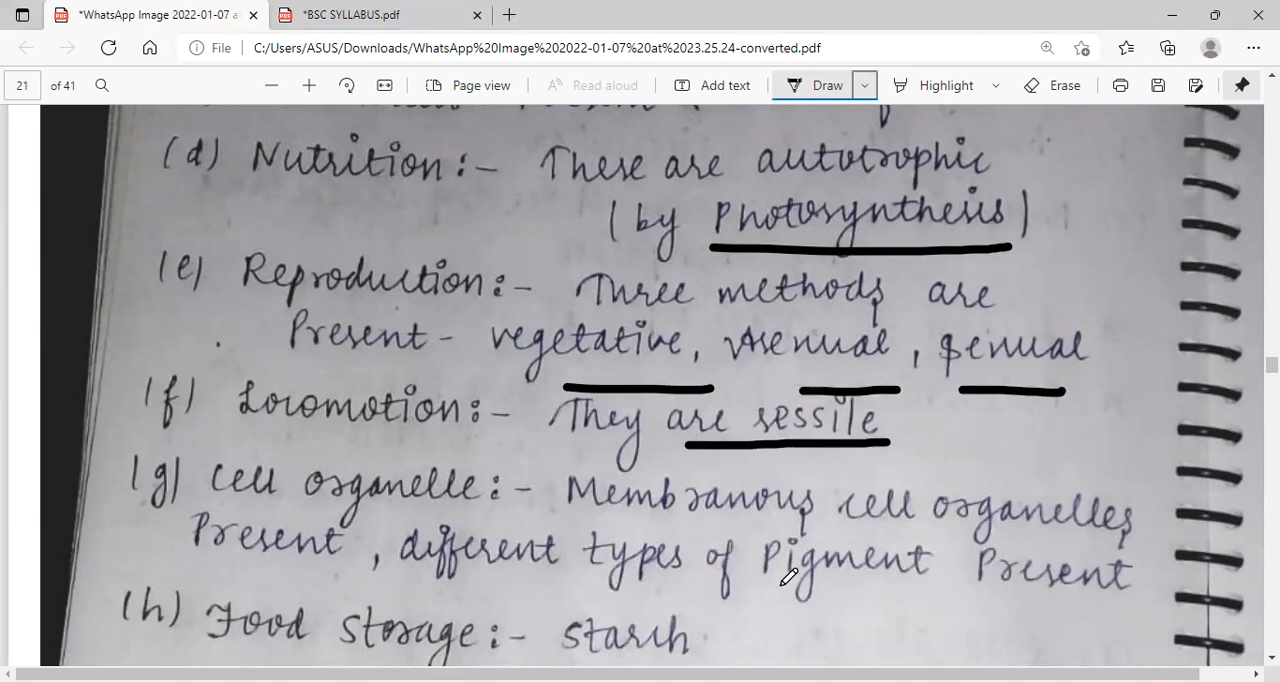 *WhatsApp Image 2022-01-07 a
*BSC SYLLABUS.pdf
File C:/Users/ASUS/Downloads/WhatsApp%20Image%202022-01-07%20at%2023.25.24-converted.pdf
21 of 41 Page view Read aloud Add text Draw Highlight Erase
(d) Nutrition :- These are autotrophic
(by Photosynthesis)
(e) Reproduction :- Three methods are
Present - vegetative, Asexual, sexual
(f) Locomotion :- They are sessile
(g) Cell organelle :- Membranous cell organelles
Present, different types of Pigment Present
(h) Food storage :- starch